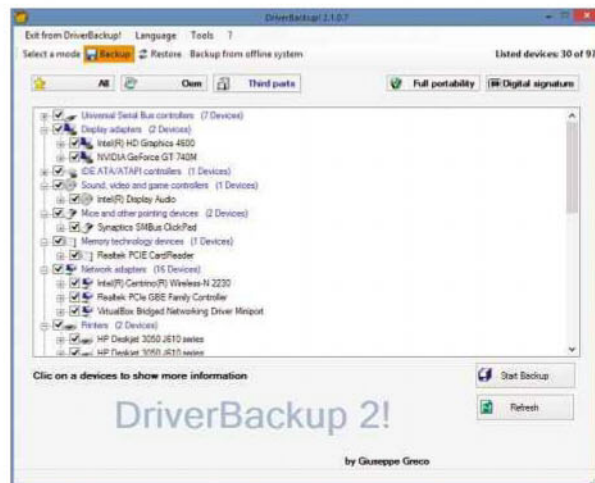 DriverBackup! 2.1.0.7
Exit from DriverBackup! Language Tools ?
Select a mode Backup Restore Backup from offline system Listed devices: 30 of 97
All Oem Third parts Full portability Digital signature
Universal Serial Bus controllers (7 Devices)
Display adapters (2 Devices)
Intel(R) HD Graphics 4600
NVIDIA GeForce GT 740M
IDE ATA/ATAPI controllers (1 Devices)
Sound, video and game controllers (1 Devices)
Intel(R) Display Audio
Mice and other pointing devices (2 Devices)
Synaptics SMBus ClickPad
Memory technology devices (1 Devices)
Realtek PCIE CardReader
Network adapters (16 Devices)
Intel(R) Centrino(R) Wireless-N 2230
Realtek PCIe GBE Family Controller
VirtualBox Bridged Networking Driver Miniport
Printers (2 Devices)
HP Deskjet 3050 J610 series
HP Deskjet 3050 J610 series
Clic on a devices to show more information
Start Backup
DriverBackup 2!
Refresh
by Giuseppe Greco